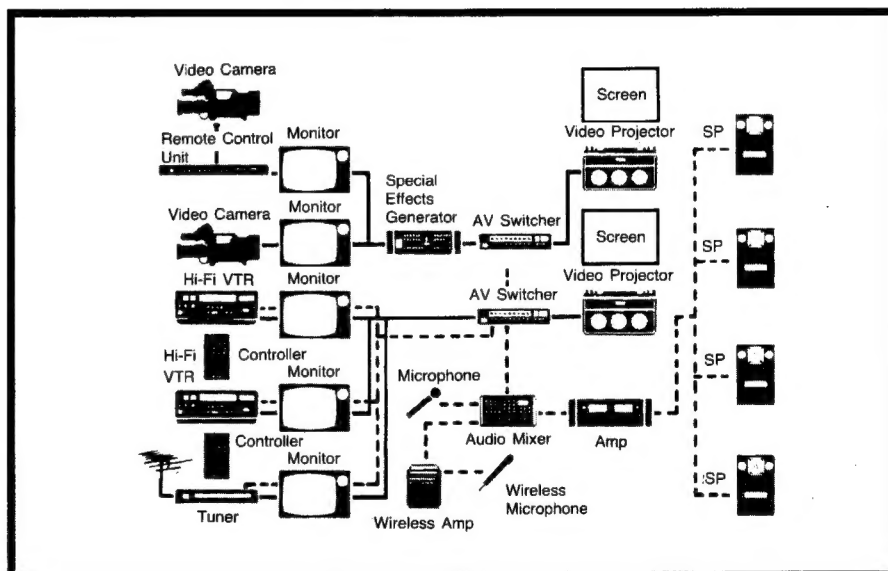 Video Camera
Remote Control
Unit
Monitor
Special
Effects
Generator
AV Switcher
Screen
Video Projector
SP
Video Camera
Monitor
Screen
Video Projector
SP
Hi-Fi VTR
Monitor
AV Switcher
Hi-Fi
VTR
Controller
Monitor
Microphone
Audio Mixer
Amp
SP
Controller
Monitor
Tuner
Wireless Amp
Wireless
Microphone
SP